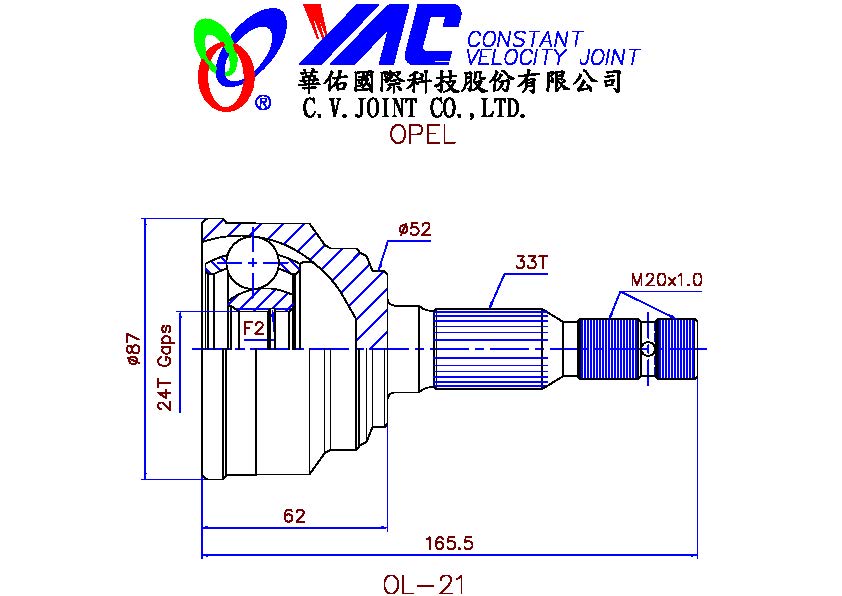 YAC CONSTANT
VELOCITY JOINT
華佑國際科技股份有限公司
®
C.V.JOINT CO.,LTD.
OPEL
ø52
33T
M20x1.0
F2
ø87
24T Gaps
62
165.5
OL-21